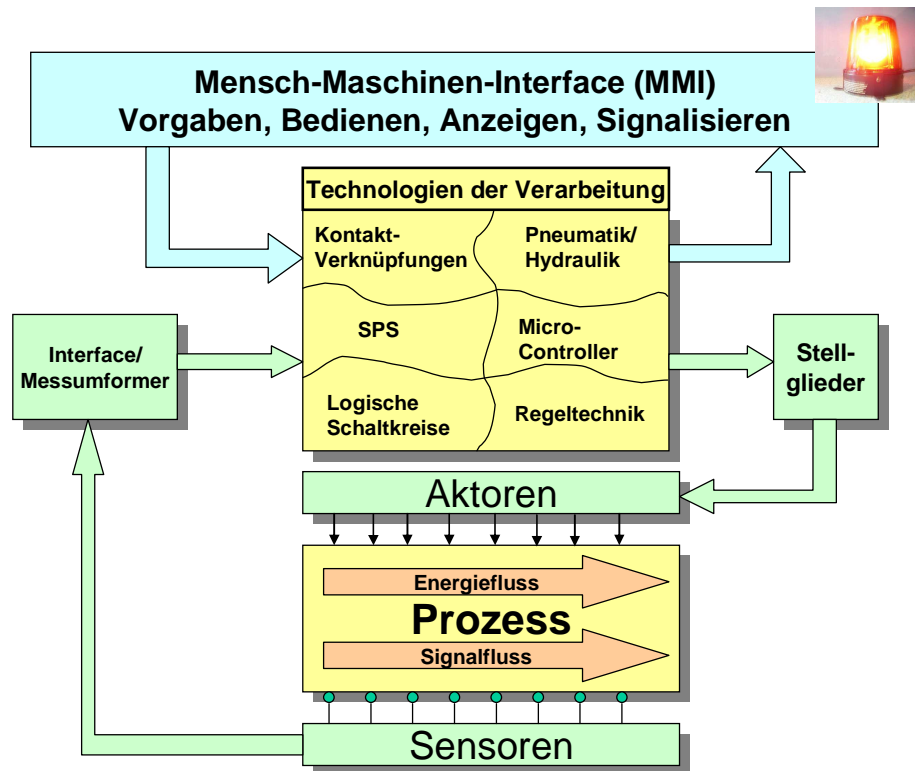 Mensch-Maschinen-Interface (MMI)
Vorgaben, Bedienen, Anzeigen, Signalisieren
Technologien der Verarbeitung
Kontakt-
Verknüpfungen
Pneumatik/
Hydraulik
SPS
Micro-
Controller
Logische
Schaltkreise
Regeltechnik
Interface/
Messumformer
Stell-
glieder
Aktoren
Energiefluss
Prozess
Signalfluss
Sensoren